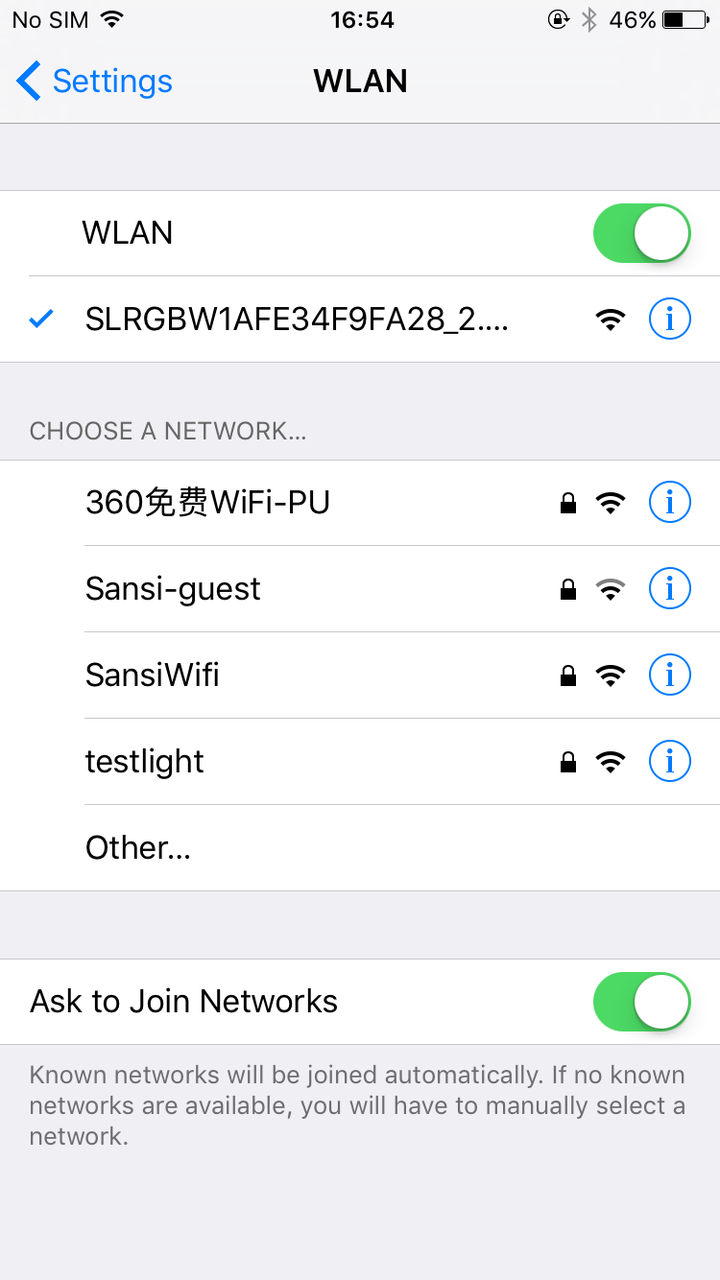 No SIM 16:54 46%
Settings WLAN
WLAN
SLRGBW1AFE34F9FA28_2....
CHOOSE A NETWORK...
360免费WiFi-PU
Sansi-guest
SansiWifi
testlight
Other...
Ask to Join Networks
Known networks will be joined automatically. If no known
networks are available, you will have to manually select a
network.